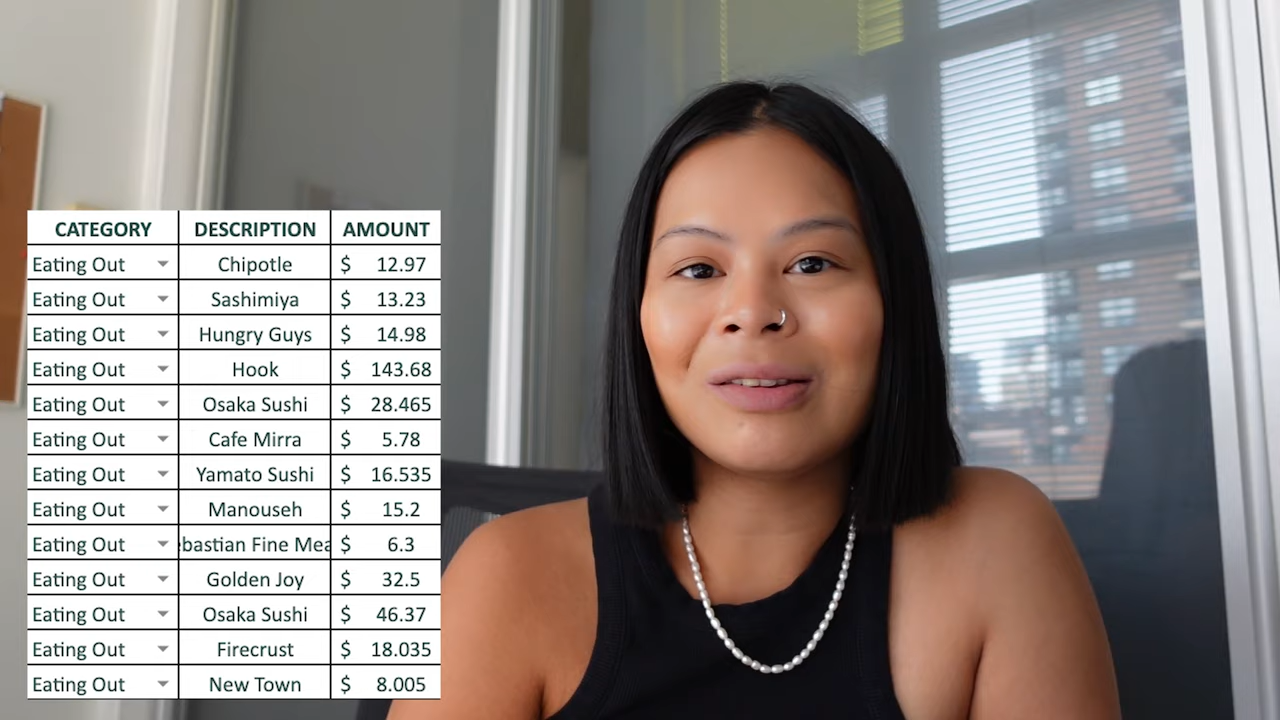 CATEGORY DESCRIPTION AMOUNT
Eating Out Chipotle $ 12.97
Eating Out Sashimiya $ 13.23
Eating Out Hungry Guys $ 14.98
Eating Out Hook $ 143.68
Eating Out Osaka Sushi $ 28.465
Eating Out Cafe Mirra $ 5.78
Eating Out Yamato Sushi $ 16.535
Eating Out Manouseh $ 15.2
Eating Out bastian Fine Mea $ 6.3
Eating Out Golden Joy $ 32.5
Eating Out Osaka Sushi $ 46.37
Eating Out Firecrust $ 18.035
Eating Out New Town $ 8.005